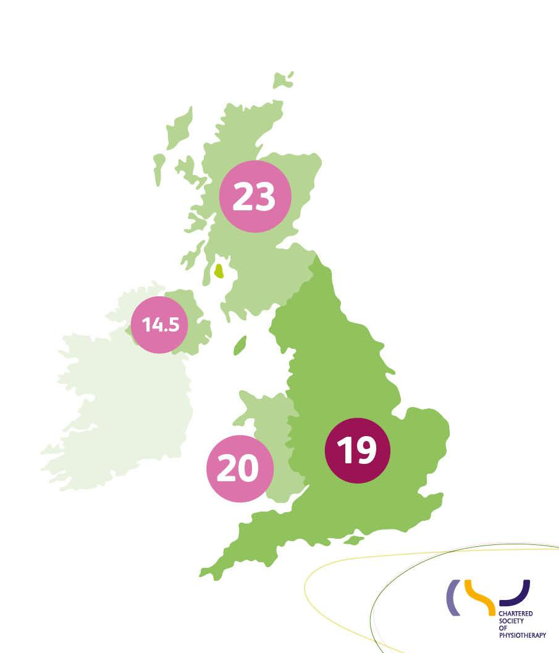 23
14.5
20
19
CHARTERED
SOCIETY
OF
PHYSIOTHERAPY